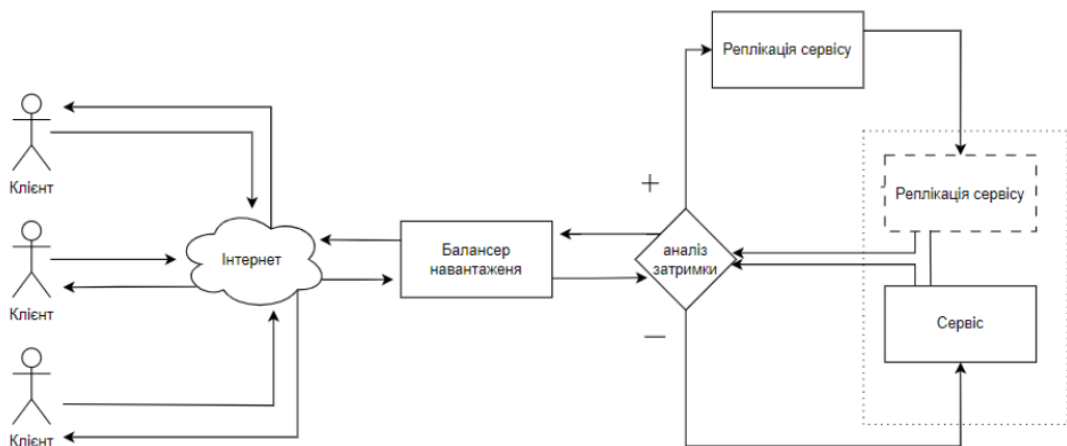 Реплікація сервісу
Клієнт
+
Реплікація сервісу
Клієнт
Інтернет
Балансер
навантаженя
аналіз
затримки
Сервіс
—
Клієнт